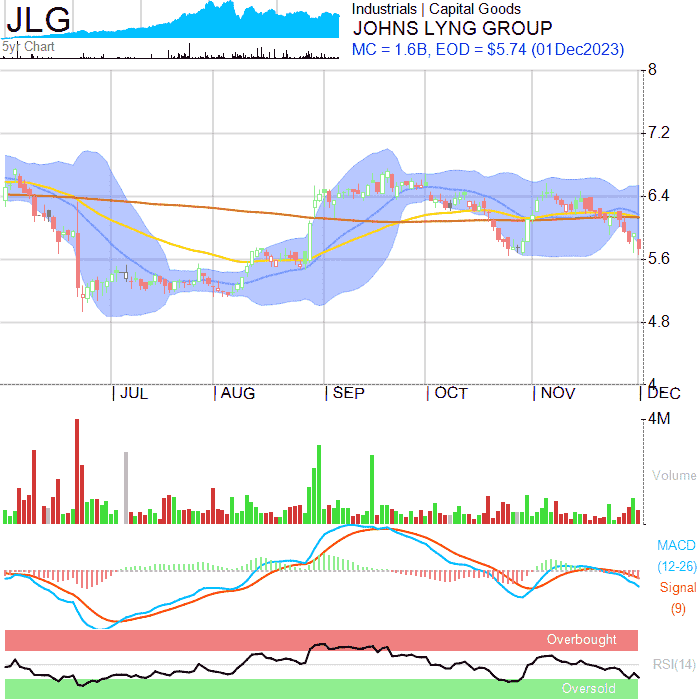 JLG
5yr Chart
Industrials | Capital Goods
JOHNS LYNG GROUP
MC = 1.6B, EOD = $5.74 (01Dec2023)
8
7.2
6.4
5.6
4.8
4
JUL AUG SEP OCT NOV DEC
4M
Volume
MACD
(12-26)
Signal
(9)
Overbought
RSI(14)
Oversold